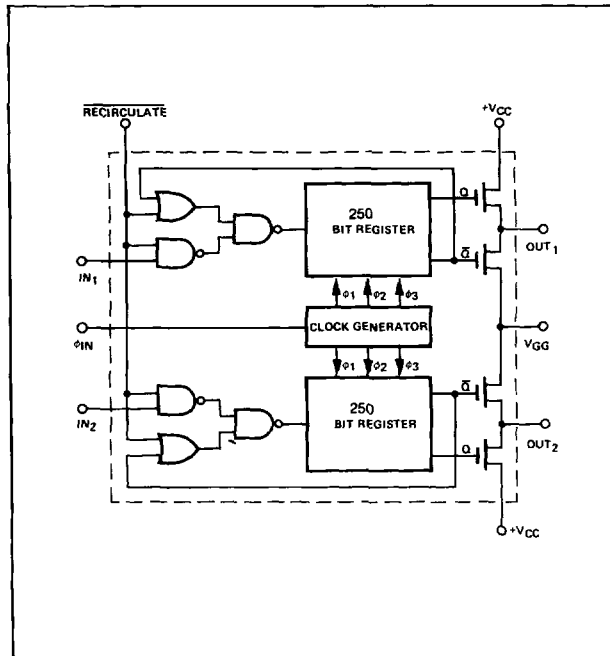 RECIRCULATE
+VCC
250
BIT REGISTER
Q
Q̅
OUT1
IN1
ϕ1 ϕ2 ϕ3
ϕIN
CLOCK GENERATOR
VGG
ϕ1 ϕ2 ϕ3
IN2
250
BIT REGISTER
Q̅
Q
OUT2
+VCC